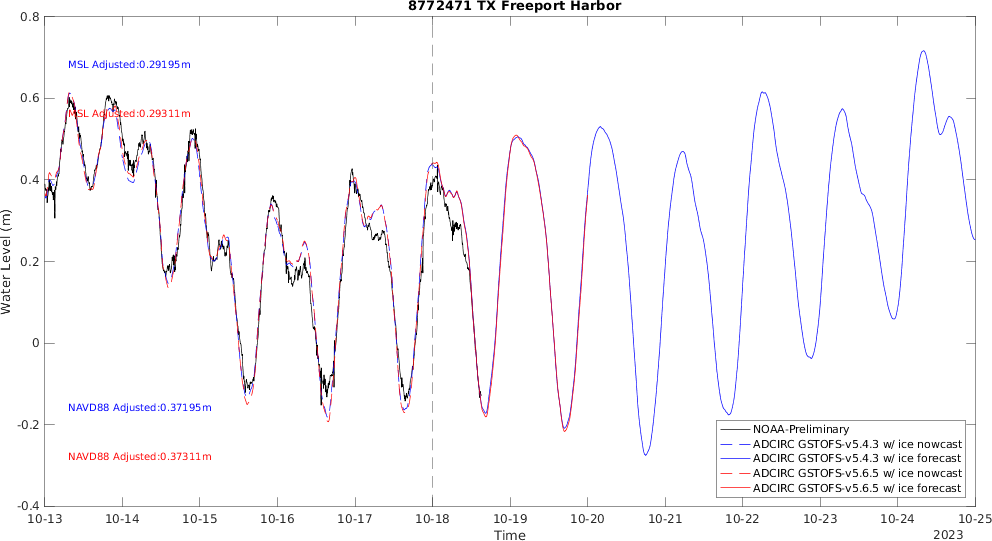 8772471 TX Freeport Harbor
0.8
0.6
0.4
0.2
0
-0.2
-0.4
Water Level (m)
MSL Adjusted:0.29195m
MSL Adjusted:0.29311m
NAVD88 Adjusted:0.37195m
NAVD88 Adjusted:0.37311m
NOAA-Preliminary
ADCIRC GSTOFS-v5.4.3 w/ ice nowcast
ADCIRC GSTOFS-v5.4.3 w/ ice forecast
ADCIRC GSTOFS-v5.6.5 w/ ice nowcast
ADCIRC GSTOFS-v5.6.5 w/ ice forecast
10-13 10-14 10-15 10-16 10-17 10-18 10-19 10-20 10-21 10-22 10-23 10-24 10-25
Time
2023